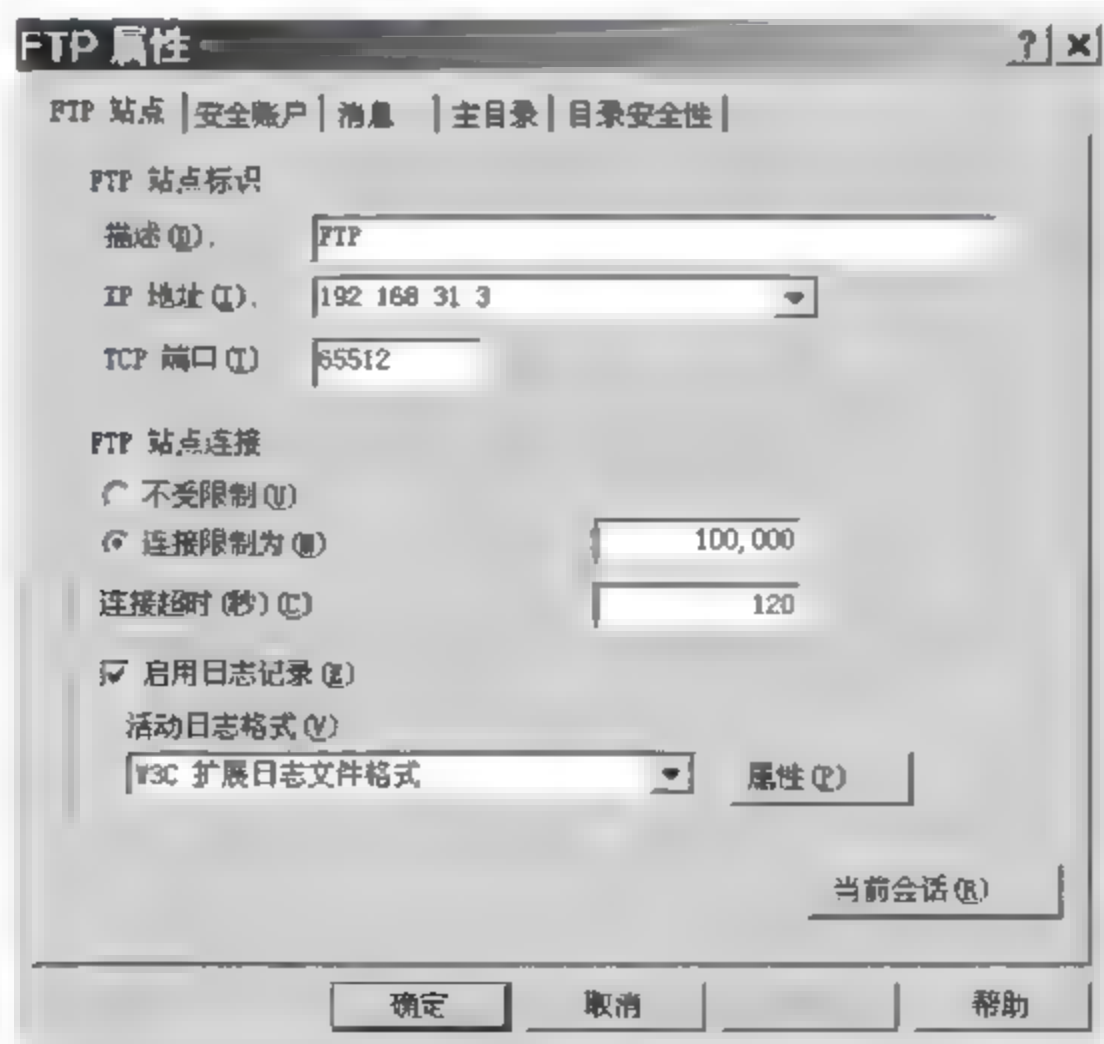 FTP 属性
FTP 站点 安全账户 消息 主目录 目录安全性
FTP 站点标识
描述(D).
FTP
IP 地址(I).
192 168 31 3
TCP 端口(T)
65512
FTP 站点连接
不受限制(U)
连接限制为(M)
100,000
连接超时(秒)(C)
120
启用日志记录(E)
活动日志格式(V)
W3C 扩展日志文件格式
属性(P)
当前会话(R)
确定 取消 帮助